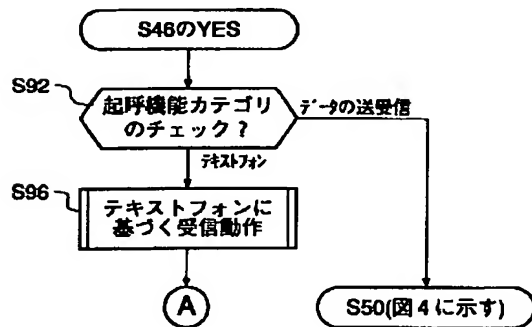 S46のYES
S92
起呼機能カテゴリ
のチェック?
データの送受信
テキストフォン
S96
テキストフォンに
基づく受信動作
A
S50(図4に示す)